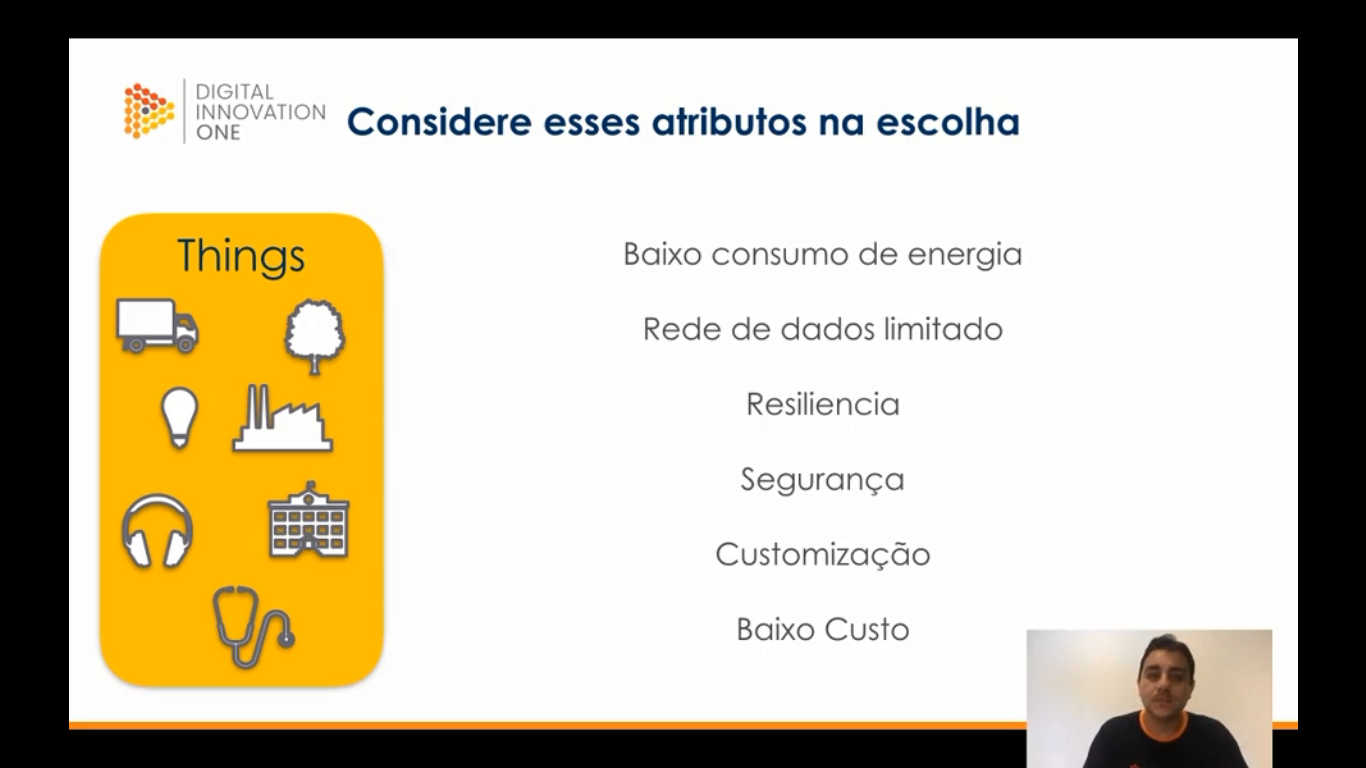 DIGITAL
INNOVATION
ONE
Considere esses atributos na escolha
Things
Baixo consumo de energia
Rede de dados limitado
Resiliencia
Segurança
Customização
Baixo Custo